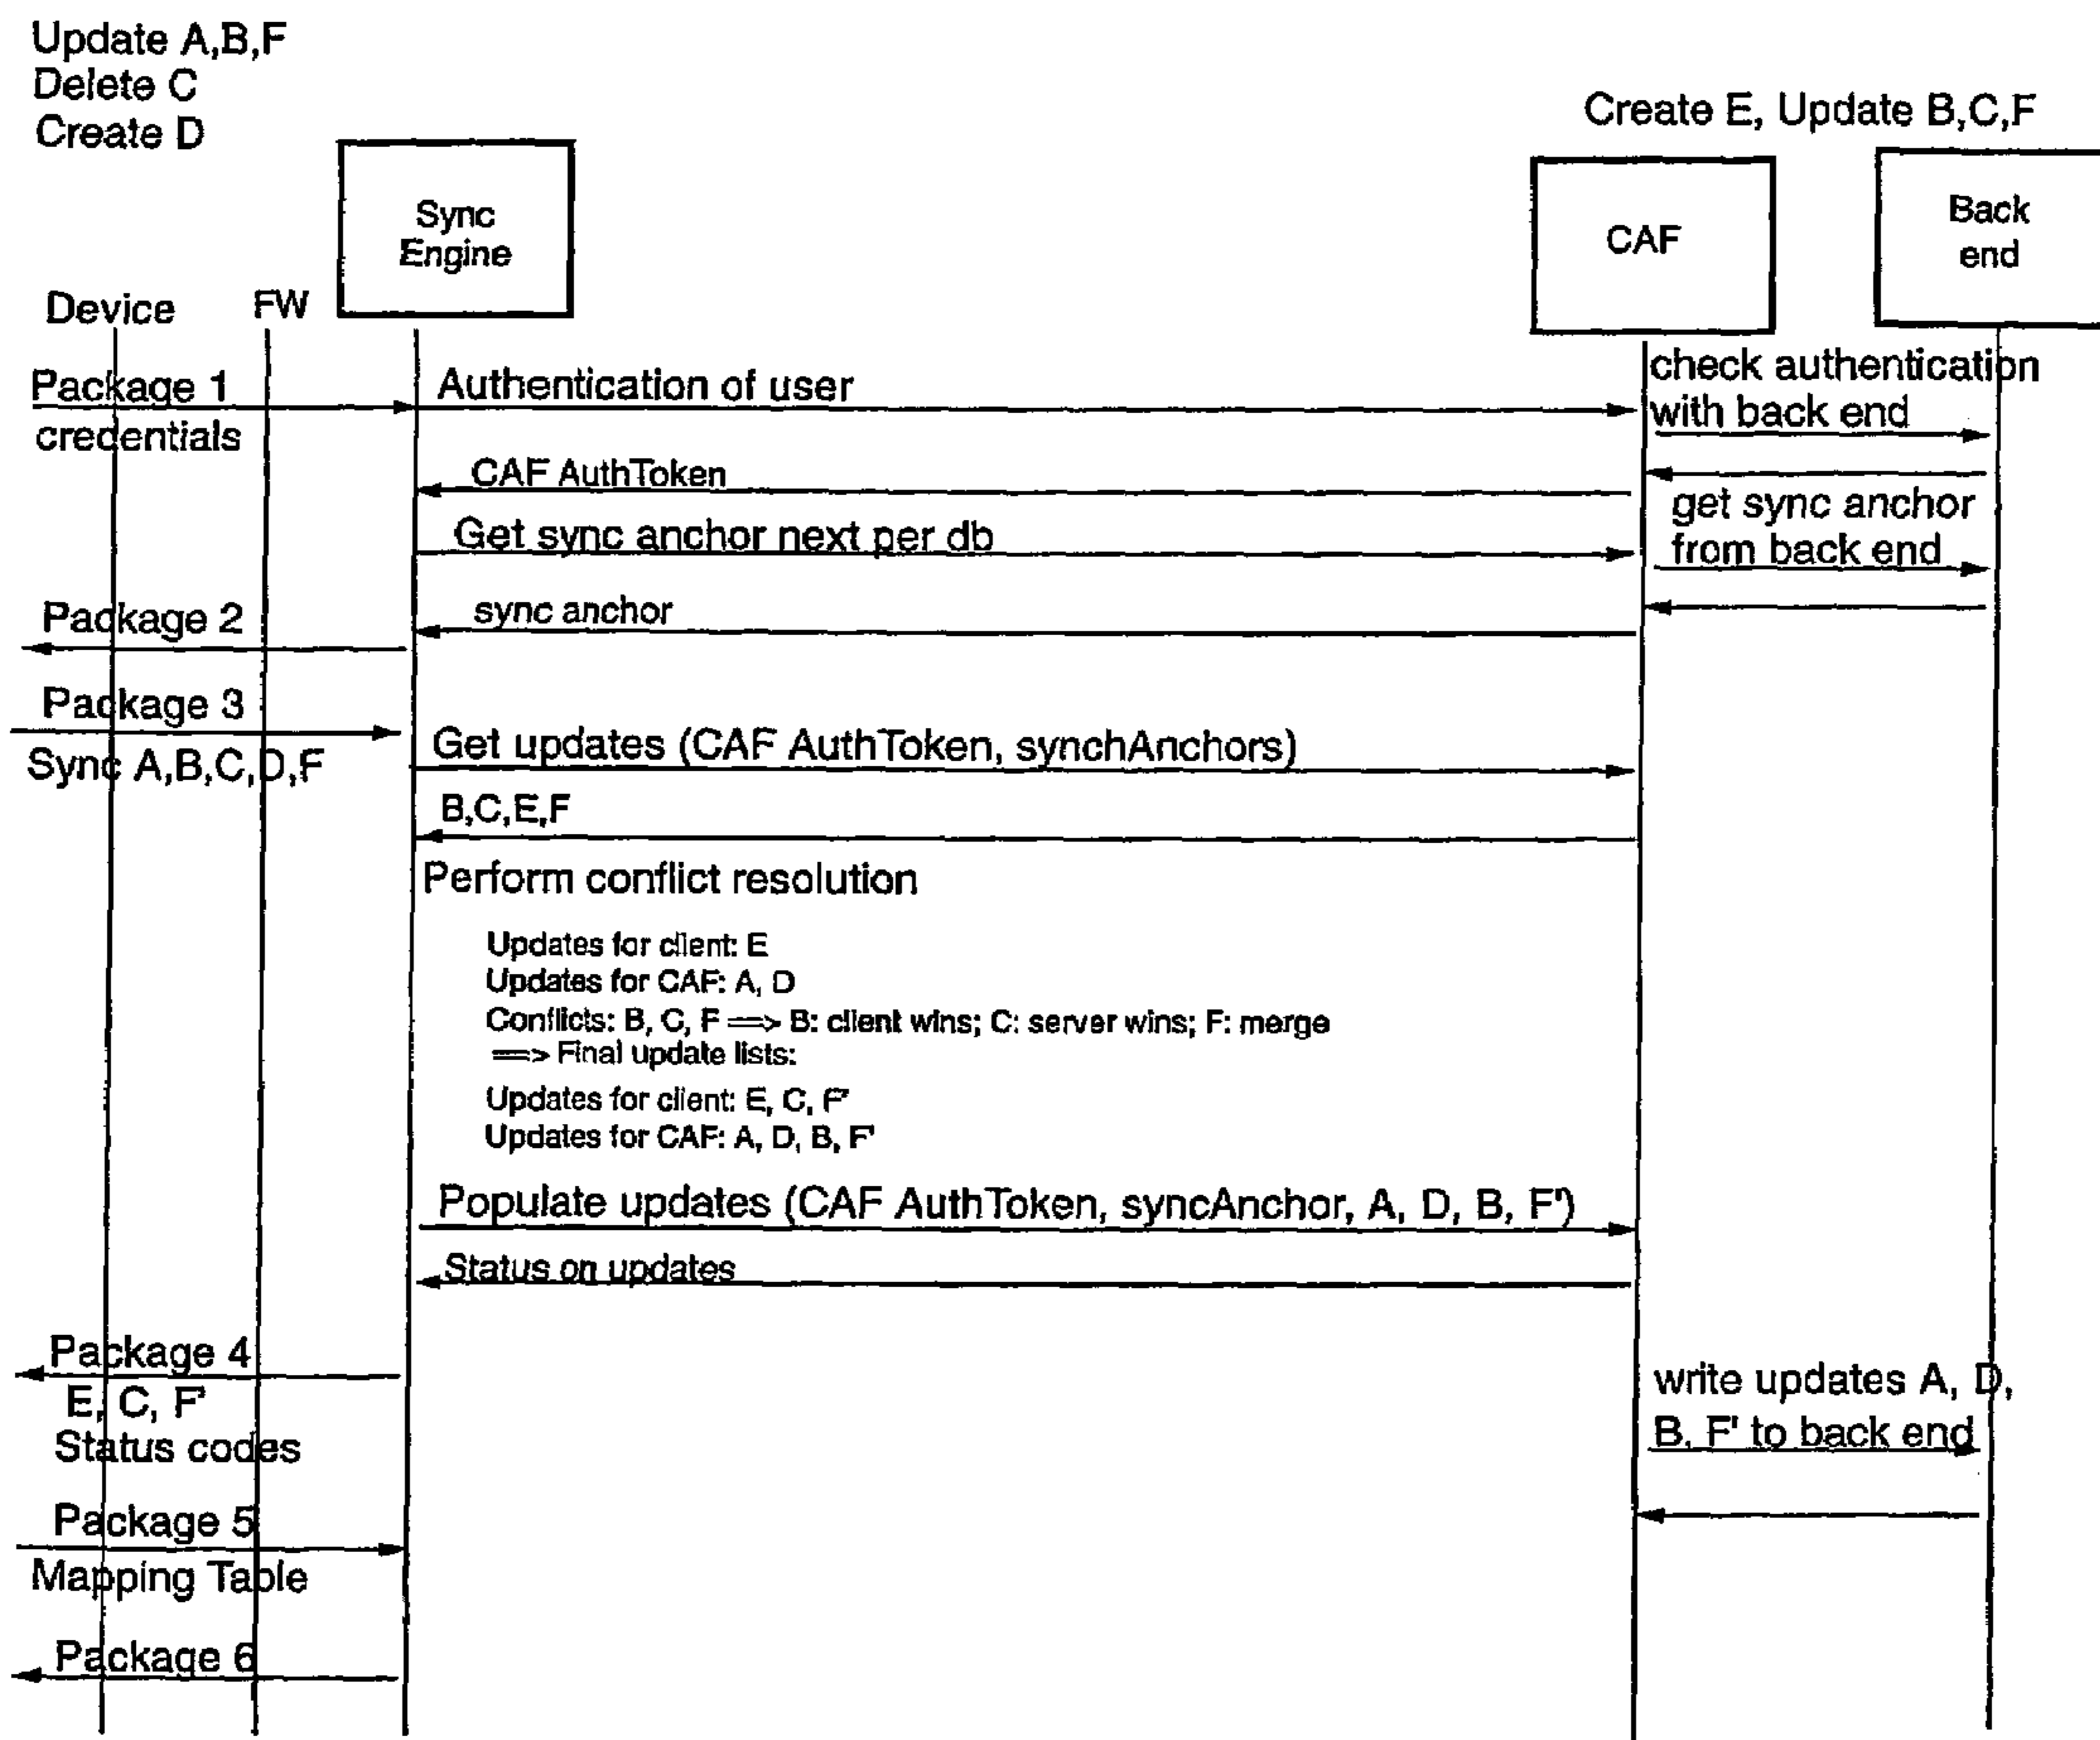 Update A,B,F
Delete C
Create D
Create E, Update B,C,F
Sync
Engine
CAF
Back
end
Device
FW
Package 1
credentials
Authentication of user
check authentication
with back end
CAF AuthToken
Get sync anchor next per db
get sync anchor
from back end
sync anchor
Package 2
Package 3
Sync A,B,C,D,F
Get updates (CAF AuthToken, synchAnchors)
B,C,E,F
Perform conflict resolution
Updates for client: E
Updates for CAF: A, D
Conflicts: B, C, F ==> B: client wins; C: server wins; F: merge
==> Final update lists:
Updates for client: E, C, F'
Updates for CAF: A, D, B, F'
Populate updates (CAF AuthToken, syncAnchor, A, D, B, F')
Status on updates
Package 4
E, C, F'
Status codes
write updates A, D,
B, F' to back end
Package 5
Mapping Table
Package 6